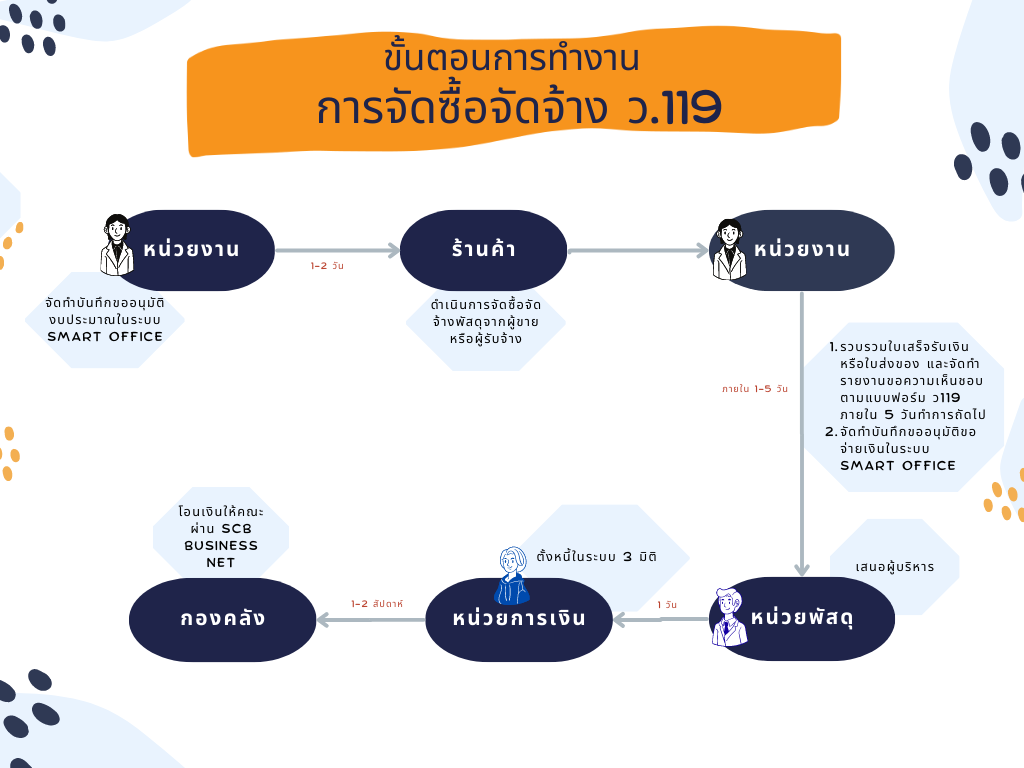 ขั้นตอนการทำงาน
การจัดซื้อจัดจ้าง ว.119
หน่วยงาน
1-2 วัน
ร้านค้า
หน่วยงาน
จัดทำบันทึกขออนุมัติ
งบประมาณในระบบ
SMART OFFICE
ดำเนินการจัดซื้อจัด
จ้างพัสดุจากผู้ขาย
หรือผู้รับจ้าง
ภายใน 1-5 วัน
1. รวบรวมใบเสร็จรับเงิน
หรือใบส่งของ และจัดทำ
รายงานขอความเห็นชอบ
ตามแบบฟอร์ม ว119
ภายใน 5 วันทำการถัดไป
2. จัดทำบันทึกขออนุมัติขอ
จ่ายเงินในระบบ
SMART OFFICE
โอนเงินให้คณะ
ผ่าน SCB
BUSINESS
NET
ตั้งหนี้ในระบบ 3 มิติ
เสนอผู้บริหาร
กองคลัง
1-2 สัปดาห์
หน่วยการเงิน
1 วัน
หน่วยพัสดุ